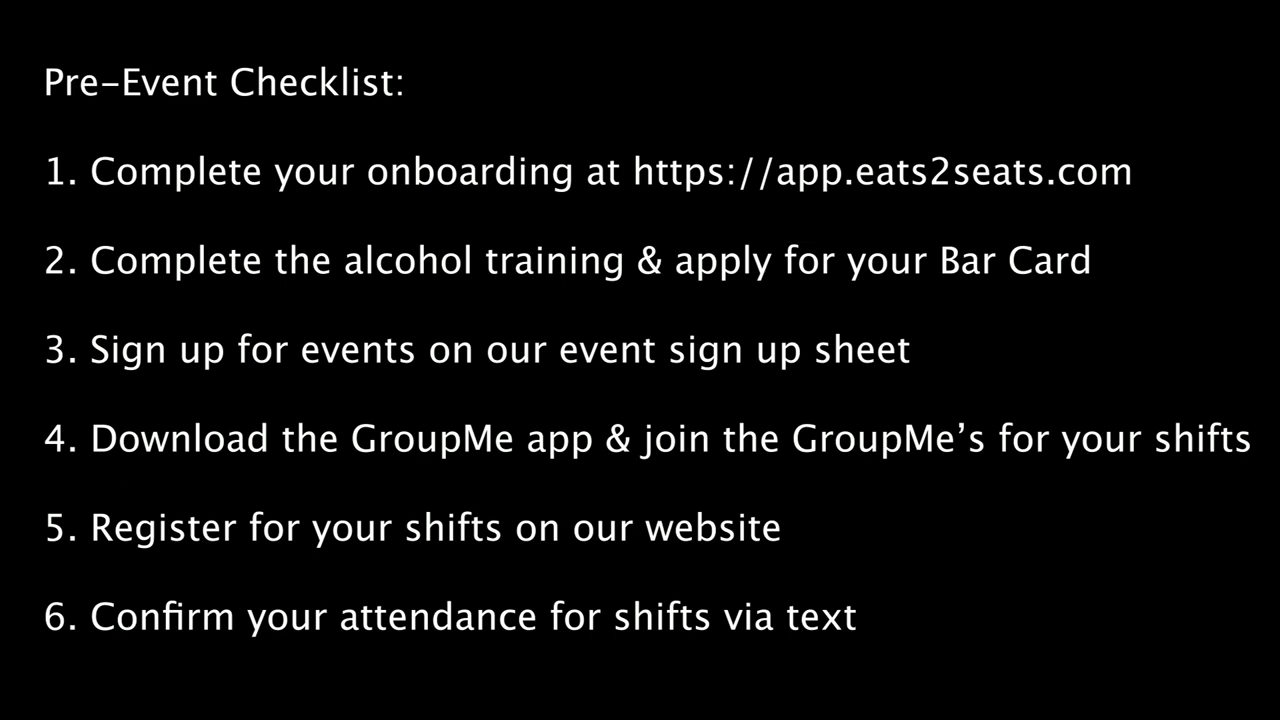 Pre-Event Checklist:
1. Complete your onboarding at https://app.eats2seats.com
2. Complete the alcohol training & apply for your Bar Card
3. Sign up for events on our event sign up sheet
4. Download the GroupMe app & join the GroupMe’s for your shifts
5. Register for your shifts on our website
6. Confirm your attendance for shifts via text